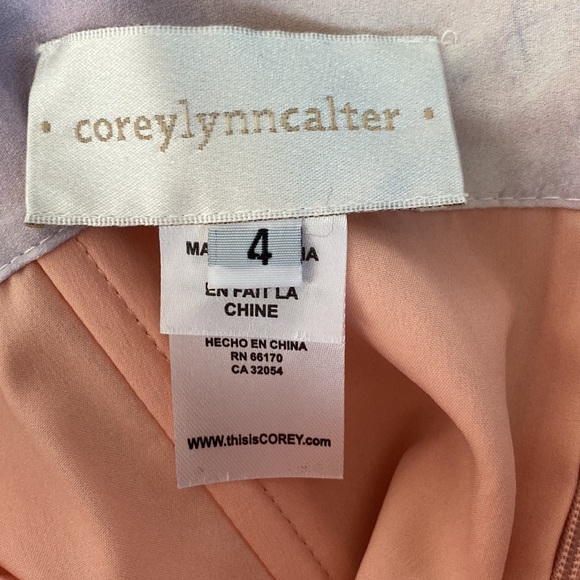 • coreylynncalter •
4
EN FAIT LA
CHINE
HECHO EN CHINA
RN 66170
CA 32054
www.thisisCOREY.com